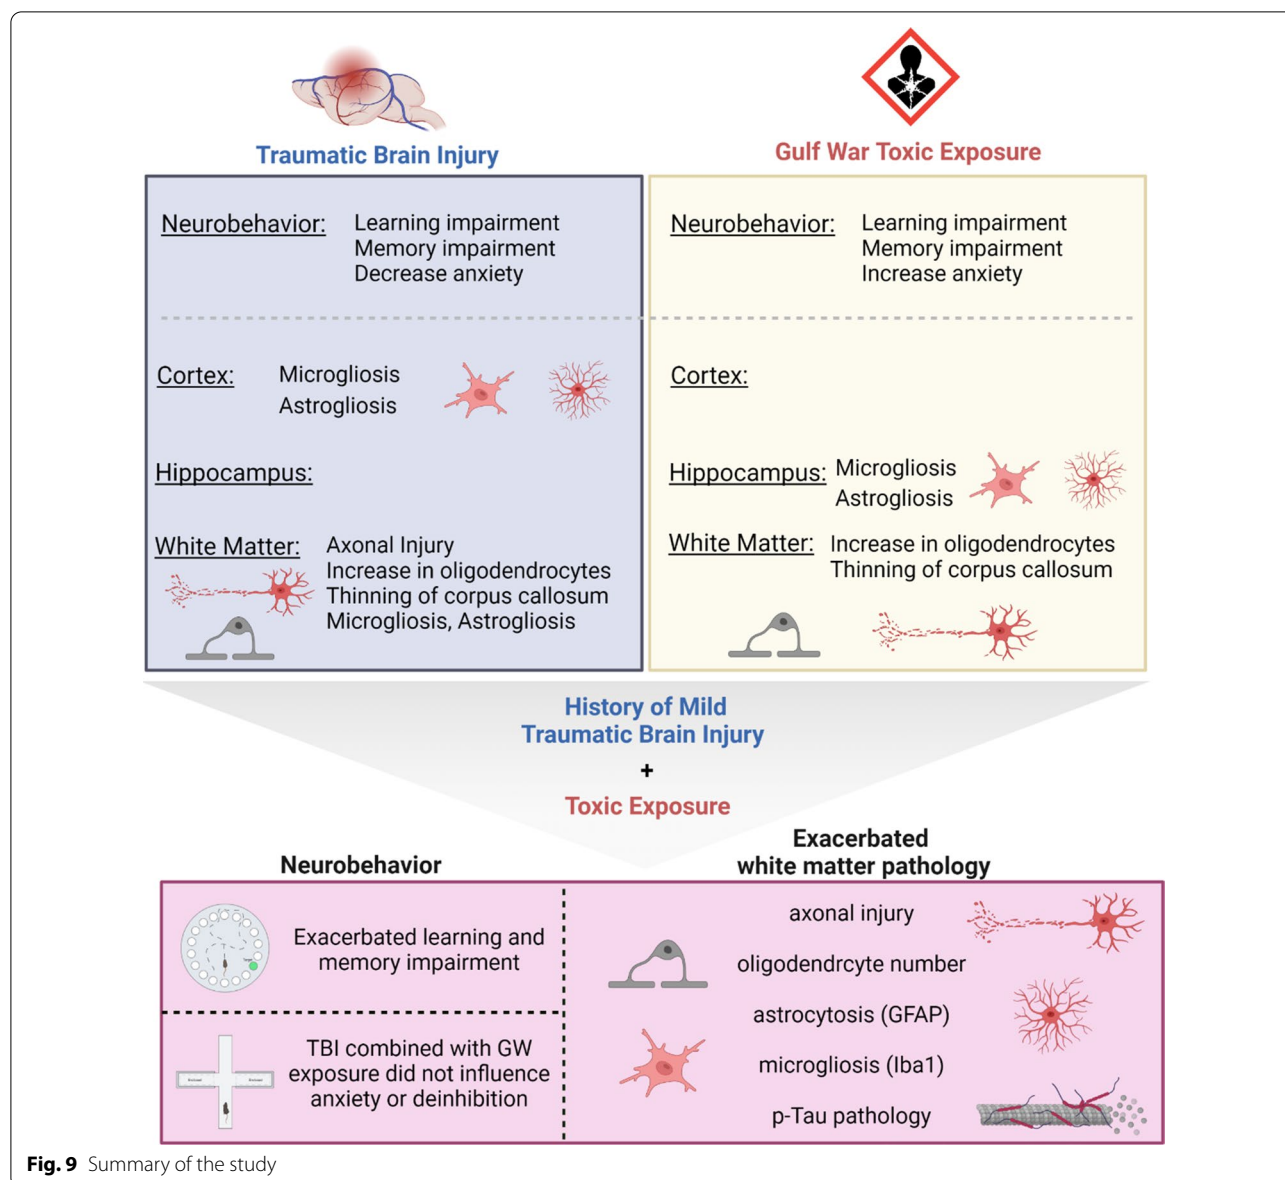 Traumatic Brain Injury
Gulf War Toxic Exposure
Neurobehavior:
Learning impairment
Memory impairment
Decrease anxiety
Cortex:
Microgliosis
Astrogliosis
Hippocampus:
White Matter:
Axonal Injury
Increase in oligodendrocytes
Thinning of corpus callosum
Microgliosis, Astrogliosis
Neurobehavior:
Learning impairment
Memory impairment
Increase anxiety
Cortex:
Hippocampus:
Microgliosis
Astrogliosis
White Matter:
Increase in oligodendrocytes
Thinning of corpus callosum
History of Mild
Traumatic Brain Injury
+
Toxic Exposure
Neurobehavior
Exacerbated learning and
memory impairment
TBI combined with GW
exposure did not influence
anxiety or deinhibition
Exacerbated
white matter pathology
axonal injury
oligodendrcyte number
astrocytosis (GFAP)
microgliosis (Iba1)
p-Tau pathology
Fig. 9 Summary of the study